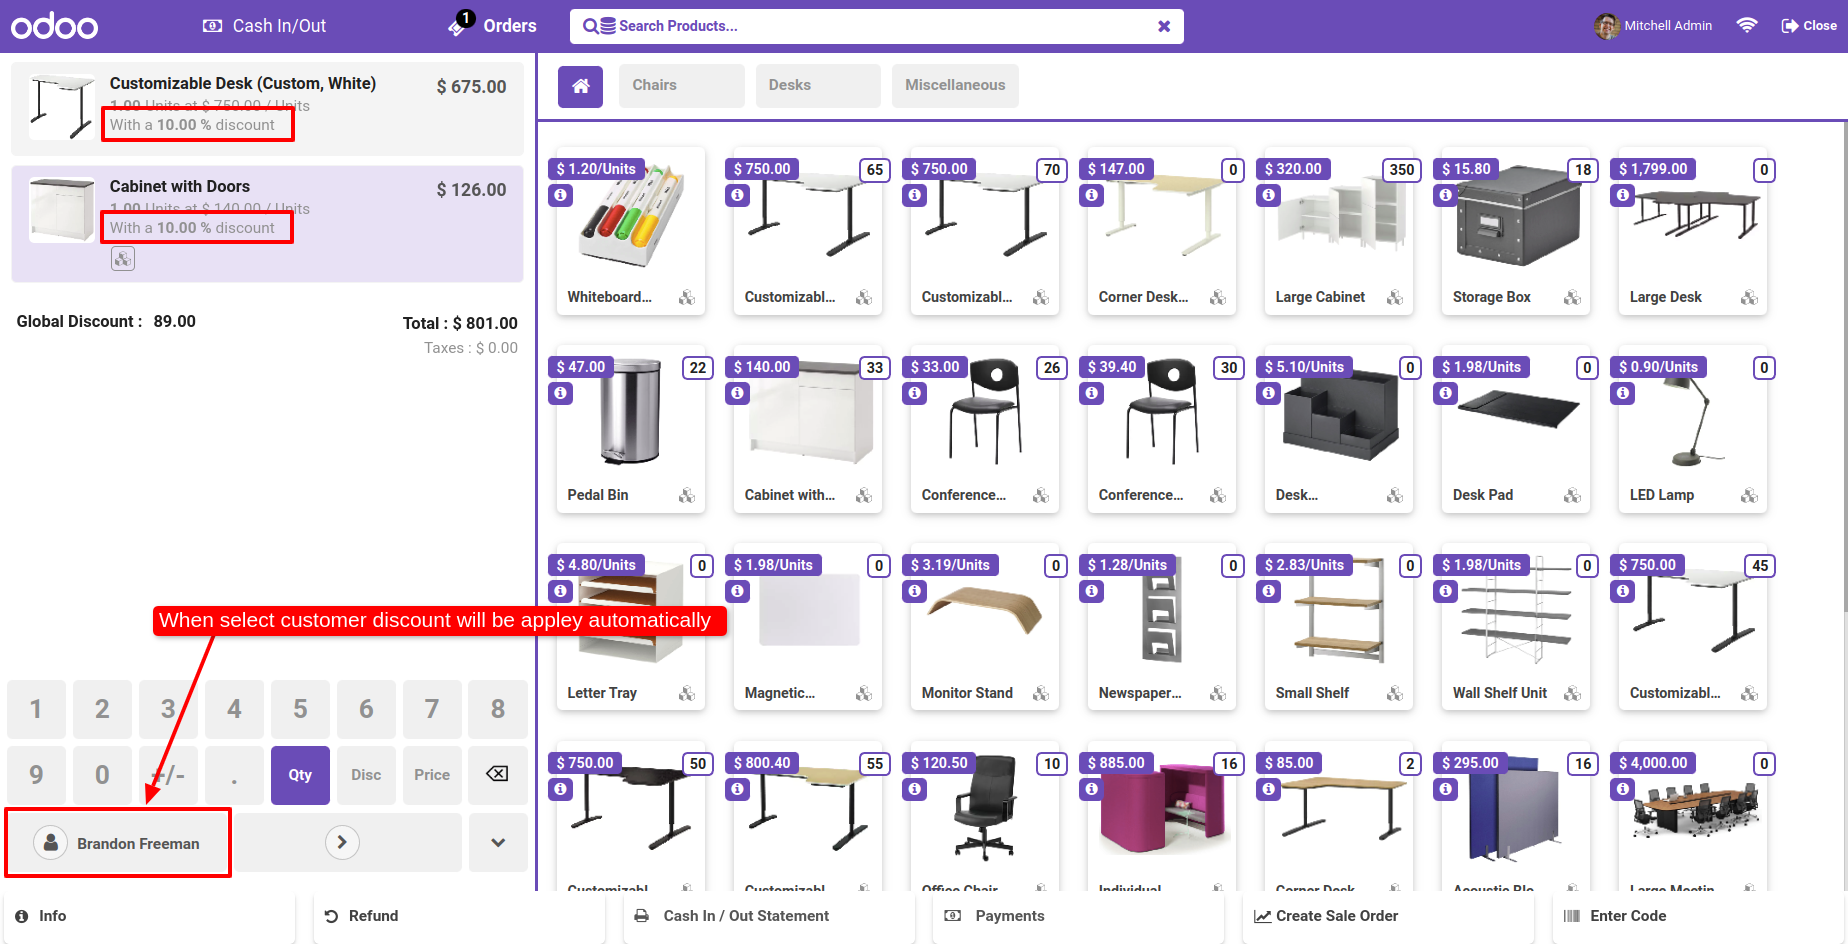 odoo
Cash In/Out
1
Orders
Search Products...
Mitchell Admin
Close
Customizable Desk (Custom, White)
$ 675.00
1.00 Units at $ 750.00 / Units
With a 10.00 % discount
Cabinet with Doors
$ 126.00
1.00 Units at $ 140.00 / Units
With a 10.00 % discount
Global Discount : 89.00
Total : $ 801.00
Taxes : $ 0.00
When select customer discount will be appley automatically
1 2 3 4 5 6 7 8
9 0 +/- . Qty Disc Price
Brandon Freeman
Chairs
Desks
Miscellaneous
$ 1.20/Units
Whiteboard...
$ 750.00
65
Customizabl...
$ 750.00
70
Customizabl...
$ 147.00
0
Corner Desk...
$ 320.00
350
Large Cabinet
$ 15.80
18
Storage Box
$ 1,799.00
0
Large Desk
$ 47.00
22
Pedal Bin
$ 140.00
33
Cabinet with...
$ 33.00
26
Conference...
$ 39.40
30
Conference...
$ 5.10/Units
0
Desk...
$ 1.98/Units
0
Desk Pad
$ 0.90/Units
0
LED Lamp
$ 4.80/Units
0
Letter Tray
$ 1.98/Units
0
Magnetic...
$ 3.19/Units
0
Monitor Stand
$ 1.28/Units
0
Newspaper...
$ 2.83/Units
0
Small Shelf
$ 1.98/Units
0
Wall Shelf Unit
$ 750.00
45
Customizabl...
$ 750.00
50
Customizabl
$ 800.40
55
Customizabl
$ 120.50
10
Office Chair
$ 885.00
16
Individual
$ 85.00
2
Corner Desk
$ 295.00
16
Acoustic Blo
$ 4,000.00
0
Large Meetin
Info
Refund
Cash In / Out Statement
Payments
Create Sale Order
Enter Code